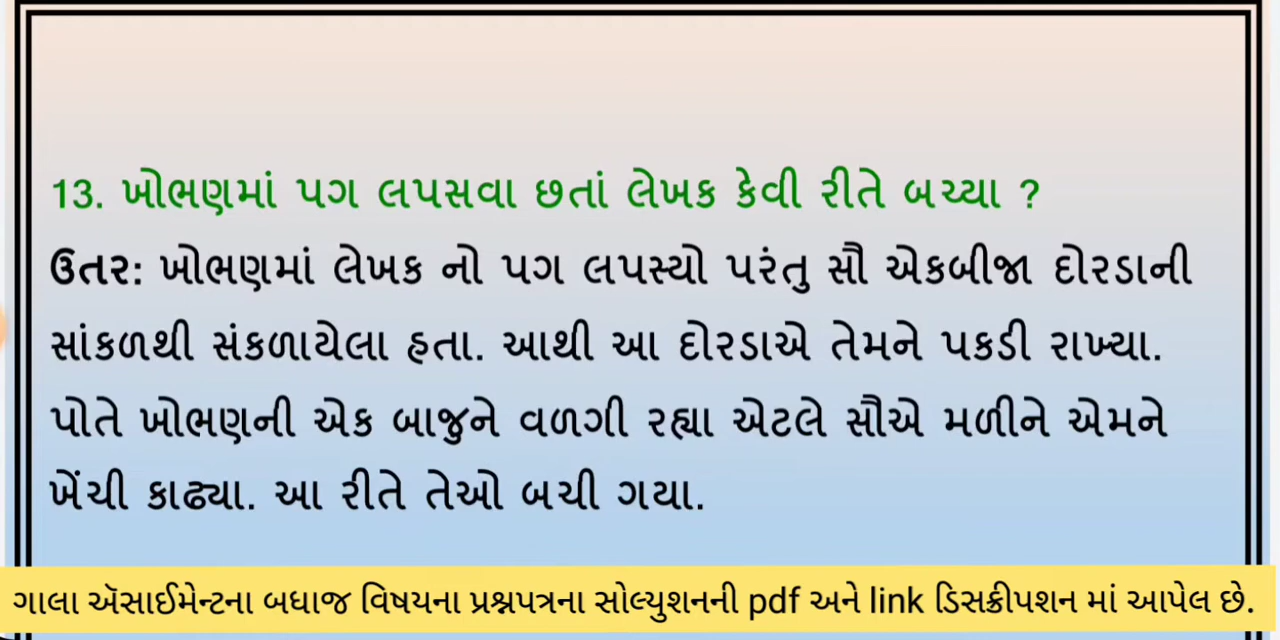 13. ખોભણમાં પગ લપસવા છતાં લેખક કેવી રીતે બચ્યા ?
ઉતર: ખોભણમાં લેખક નો પગ લપસ્યો પરંતુ સૌ એકબીજા દોરડાની
સાંકળથી સંકળાયેલા હતા. આથી આ દોરડાએ તેમને પકડી રાખ્યા.
પોતે ખોભણની એક બાજુને વળગી રહ્યા એટલે સૌએ મળીને એમને
ખેંચી કાઢ્યા. આ રીતે તેઓ બચી ગયા.
ગાલા ઍસાઈમેન્ટના બધાજ વિષયના પ્રશ્નપત્રના સોલ્યુશનની pdf અને link ડિસક્રીપશન માં આપેલ છે.